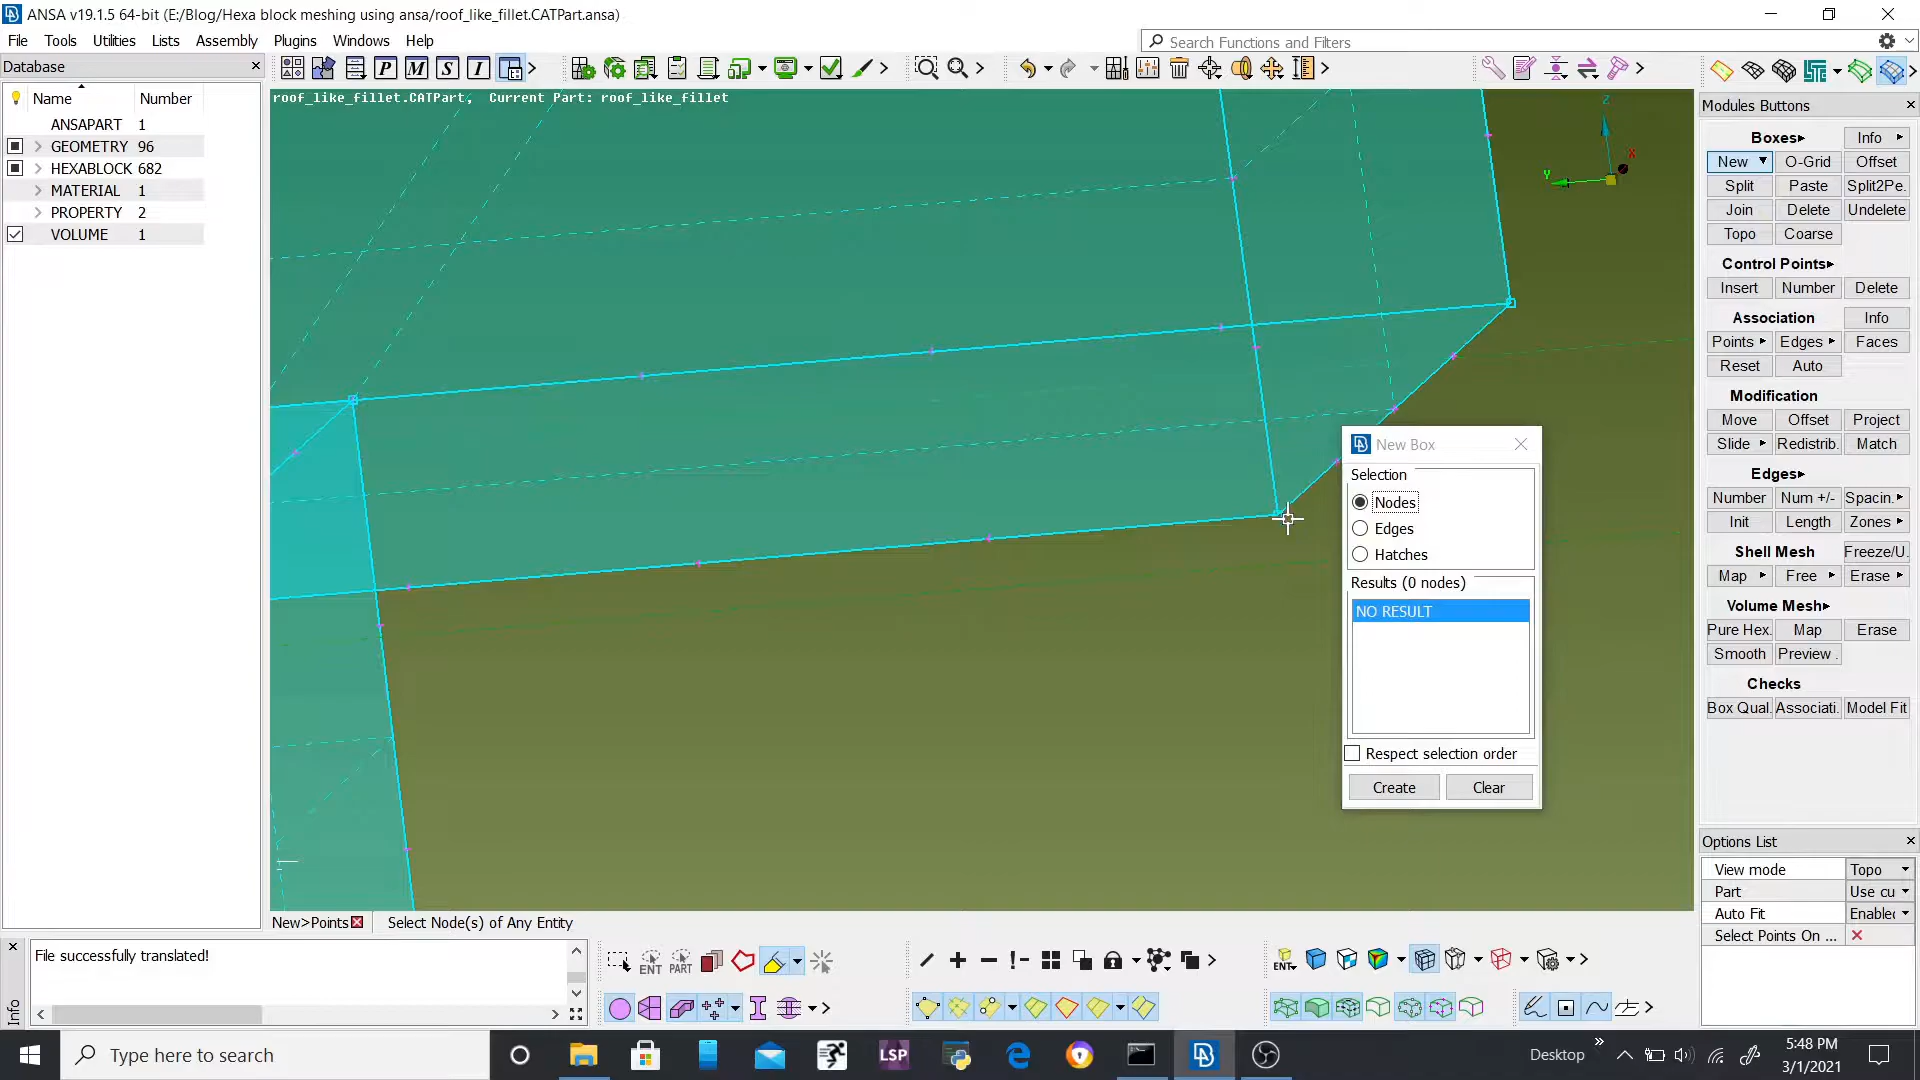 ANSA v19.1.5 64-bit (E:/Blog/Hexa block meshing using ansa/roof_like_fillet.CATPart.ansa)
File Tools Utilities Lists Assembly Plugins Windows Help
Search Functions and Filters
Database
Name Number
ANSAPART 1
GEOMETRY 96
HEXABLOCK 682
MATERIAL 1
PROPERTY 2
VOLUME 1
P M S I
roof_like_fillet.CATPart, Current Part: roof_like_fillet
Z
X
Y
New Box
Selection
Nodes
Edges
Hatches
Results (0 nodes)
NO RESULT
Respect selection order
Create Clear
Modules Buttons
Boxes Info
New O-Grid Offset
Split Paste Split2Pe.
Join Delete Undelete
Topo Coarse
Control Points
Insert Number Delete
Association Info
Points Edges Faces
Reset Auto
Modification
Move Offset Project
Slide Redistrib. Match
Edges
Number Num +/- Spacin.
Init Length Zones
Shell Mesh Freeze/U.
Map Free Erase
Volume Mesh
Pure Hex. Map Erase
Smooth Preview .
Checks
Box Qual. Associati. Model Fit
Options List
View mode Topo
Part Use cu
Auto Fit Enablec
Select Points On ...
New>Points Select Node(s) of Any Entity
Info
File successfully translated!
ENT PART
ENT
Type here to search
LSP
Desktop
5:48 PM
3/1/2021